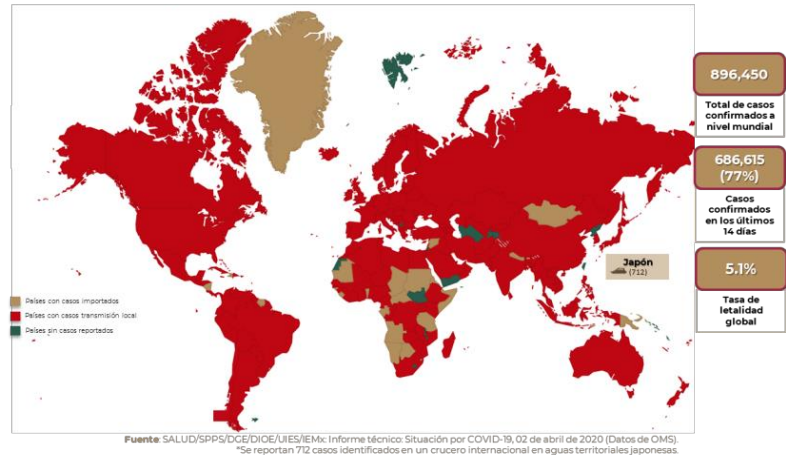 896,450
Total de casos
confirmados a
nivel mundial
686,615
(77%)
Casos
confirmados
en los últimos
14 días
5.1%
Tasa de
letalidad
global
Japón
(712)
Países con casos importados
Países con casos transmisión local
Países sin casos reportados
Fuente: SALUD/SPPS/DGE/DIOE/UIES/IEMx: Informe técnico: Situación por COVID-19, 02 de abril de 2020 (Datos de OMS).
*Se reportan 712 casos identificados en un crucero internacional en aguas territoriales japonesas.